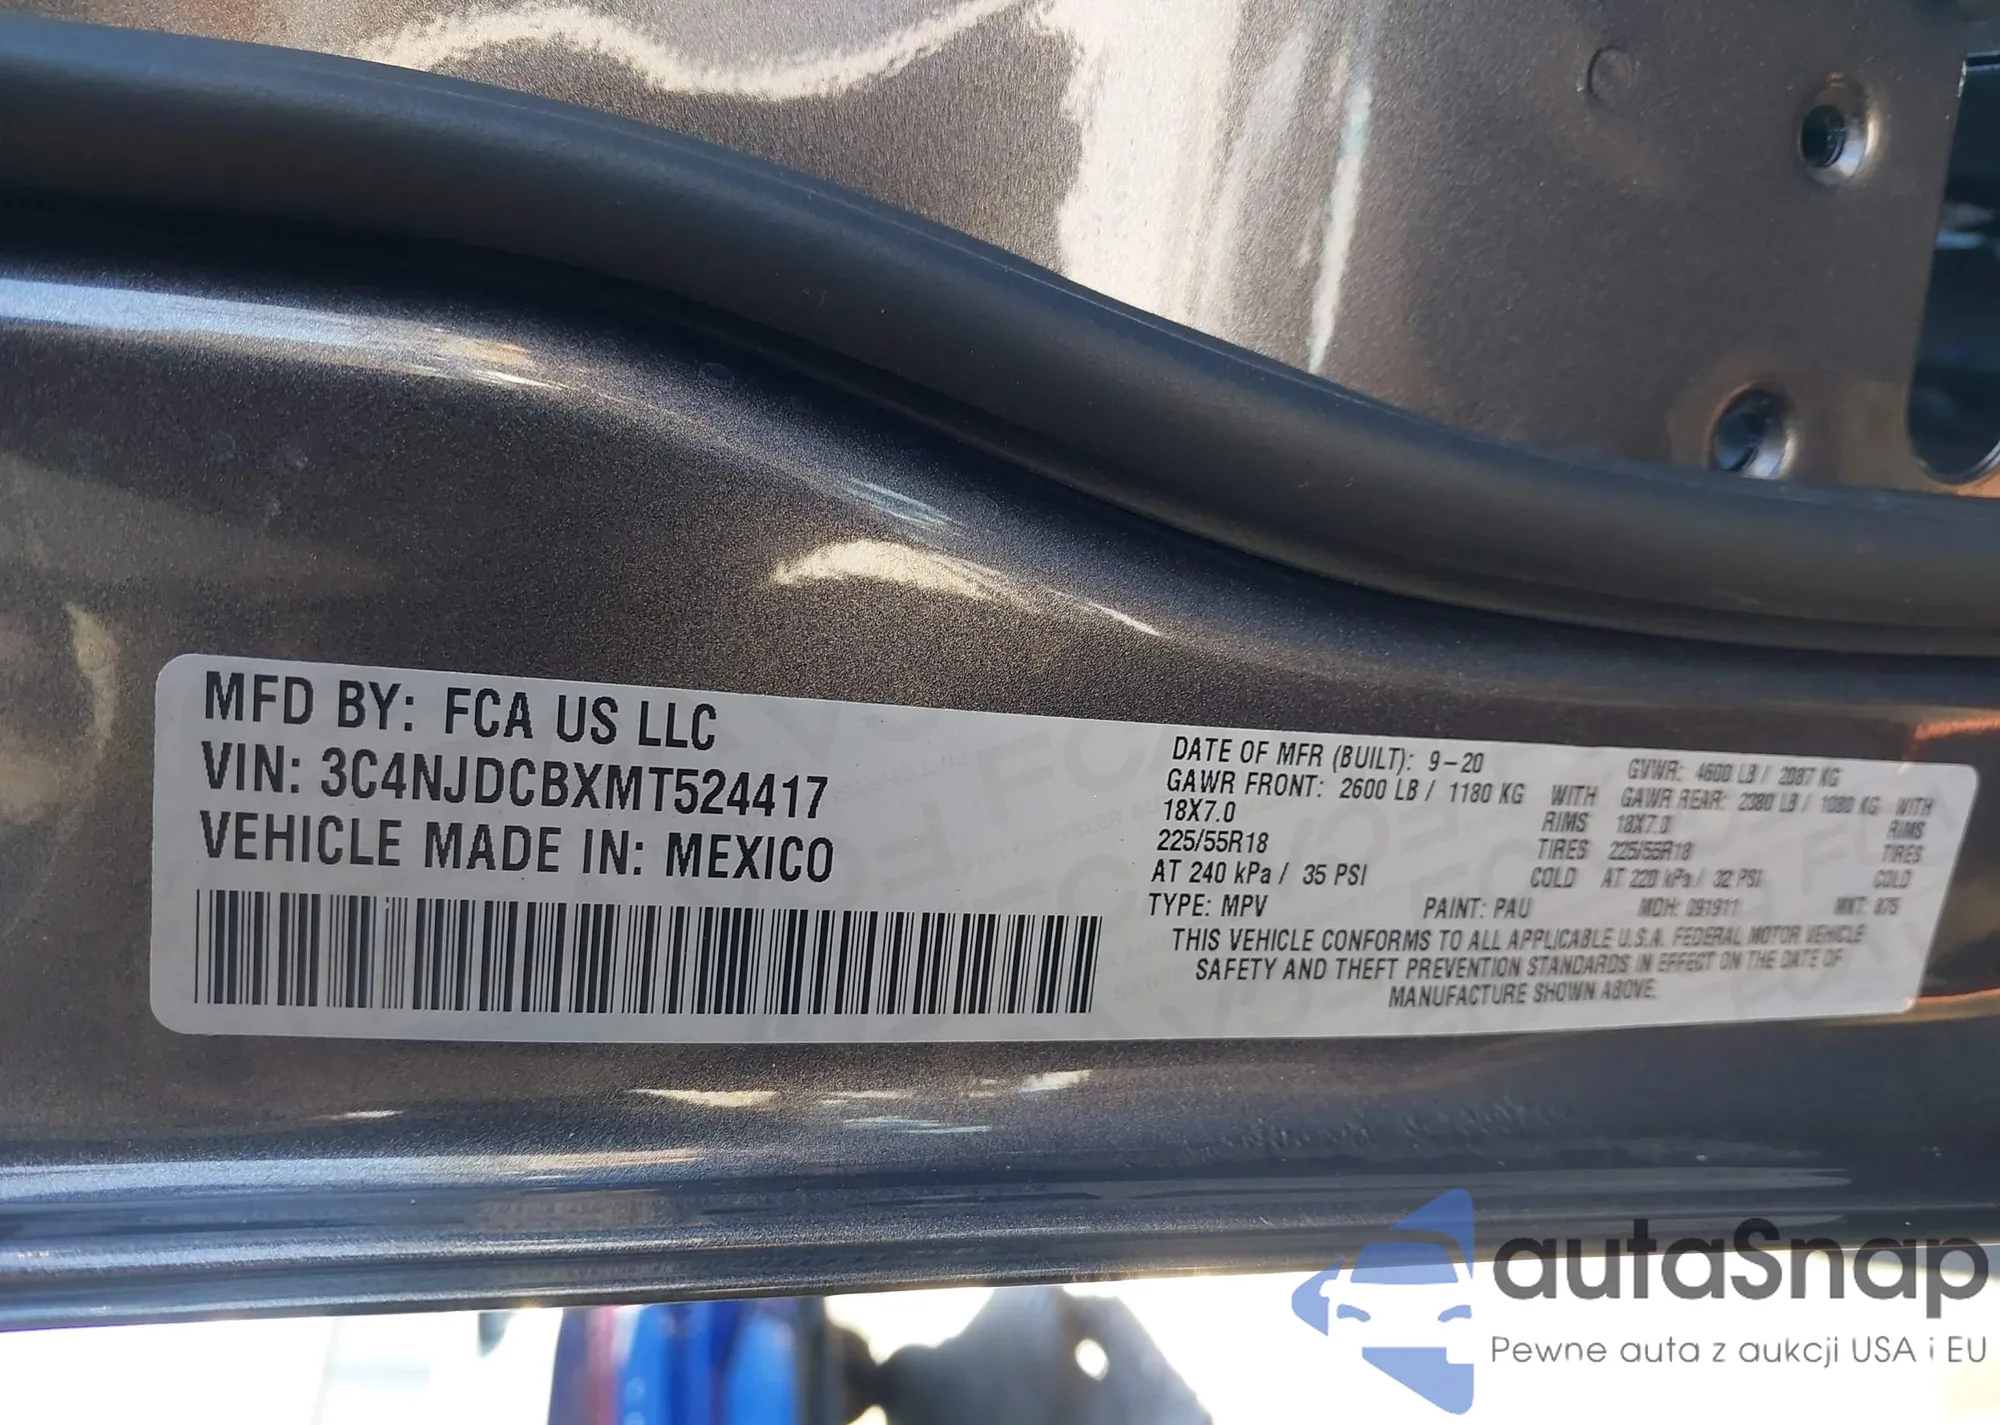 MFD BY: FCA US LLC
VIN: 3C4NJDCBXMT524417
VEHICLE MADE IN: MEXICO
DATE OF MFR (BUILT): 9-20 GVWR: 4600 LB / 2087 KG
GAWR FRONT: 2600 LB / 1180 KG WITH GAWR REAR: 2380 LB / 1080 KG WITH
18X7.0 RIMS 18X7.0 RIMS
225/55R18 TIRES 225/55R18 TIRES
AT 240 kPa / 35 PSI COLD AT 220 kPa / 32 PSI COLD
TYPE: MPV PAINT: PAU MDH: 091911 MKT: 875
THIS VEHICLE CONFORMS TO ALL APPLICABLE U.S.A. FEDERAL MOTOR VEHICLE
SAFETY AND THEFT PREVENTION STANDARDS IN EFFECT ON THE DATE OF
MANUFACTURE SHOWN ABOVE.
autaSnap
Pewne auta z aukcji USA i EU